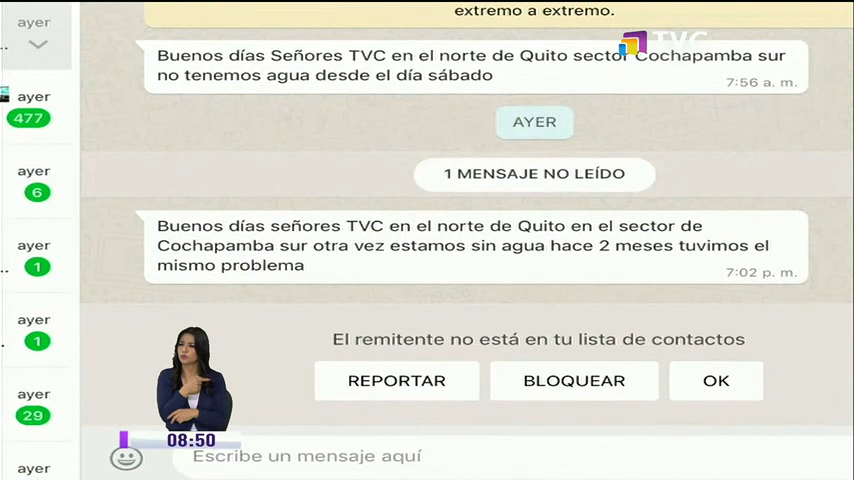 extremo a extremo.
TVC
ayer
Buenos días Señores TVC en el norte de Quito sector Cochapamba sur
no tenemos agua desde el día sábado
7:56 a. m.
ayer
477
AYER
ayer
6
1 MENSAJE NO LEÍDO
Buenos días señores TVC en el norte de Quito en el sector de
Cochapamba sur otra vez estamos sin agua hace 2 meses tuvimos el
mismo problema
7:02 p. m.
ayer
1
ayer
1
El remitente no está en tu lista de contactos
REPORTAR
BLOQUEAR
OK
ayer
29
08:50
Escribe un mensaje aquí
ayer